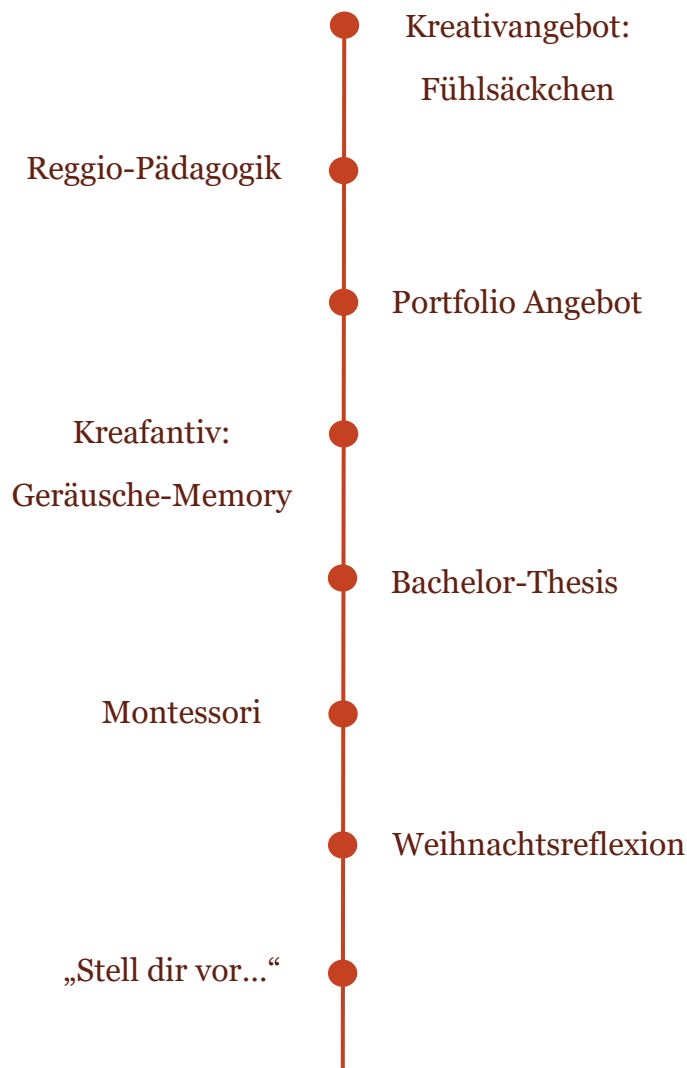 Kreativangebot:
Fühlsäckchen
Reggio-Pädagogik
Portfolio Angebot
Kreafantiv:
Geräusche-Memory
Bachelor-Thesis
Montessori
Weihnachtsreflexion
„Stell dir vor…“